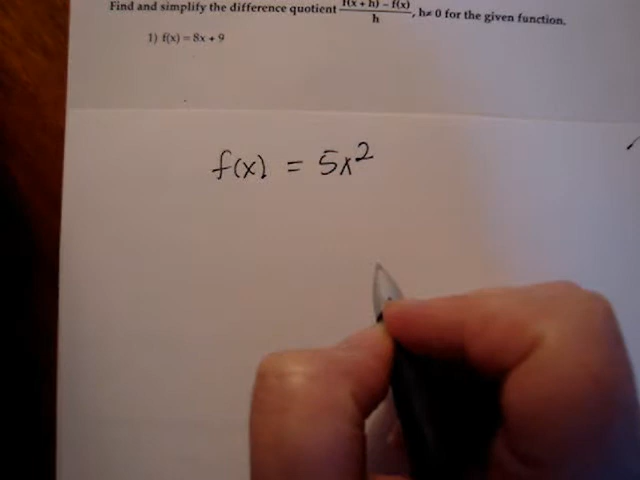 Find and simplify the difference quotient f(x + h) − f(x) / h , h≠ 0 for the given function.
1) f(x) = 8x + 9
f(x) = 5x²